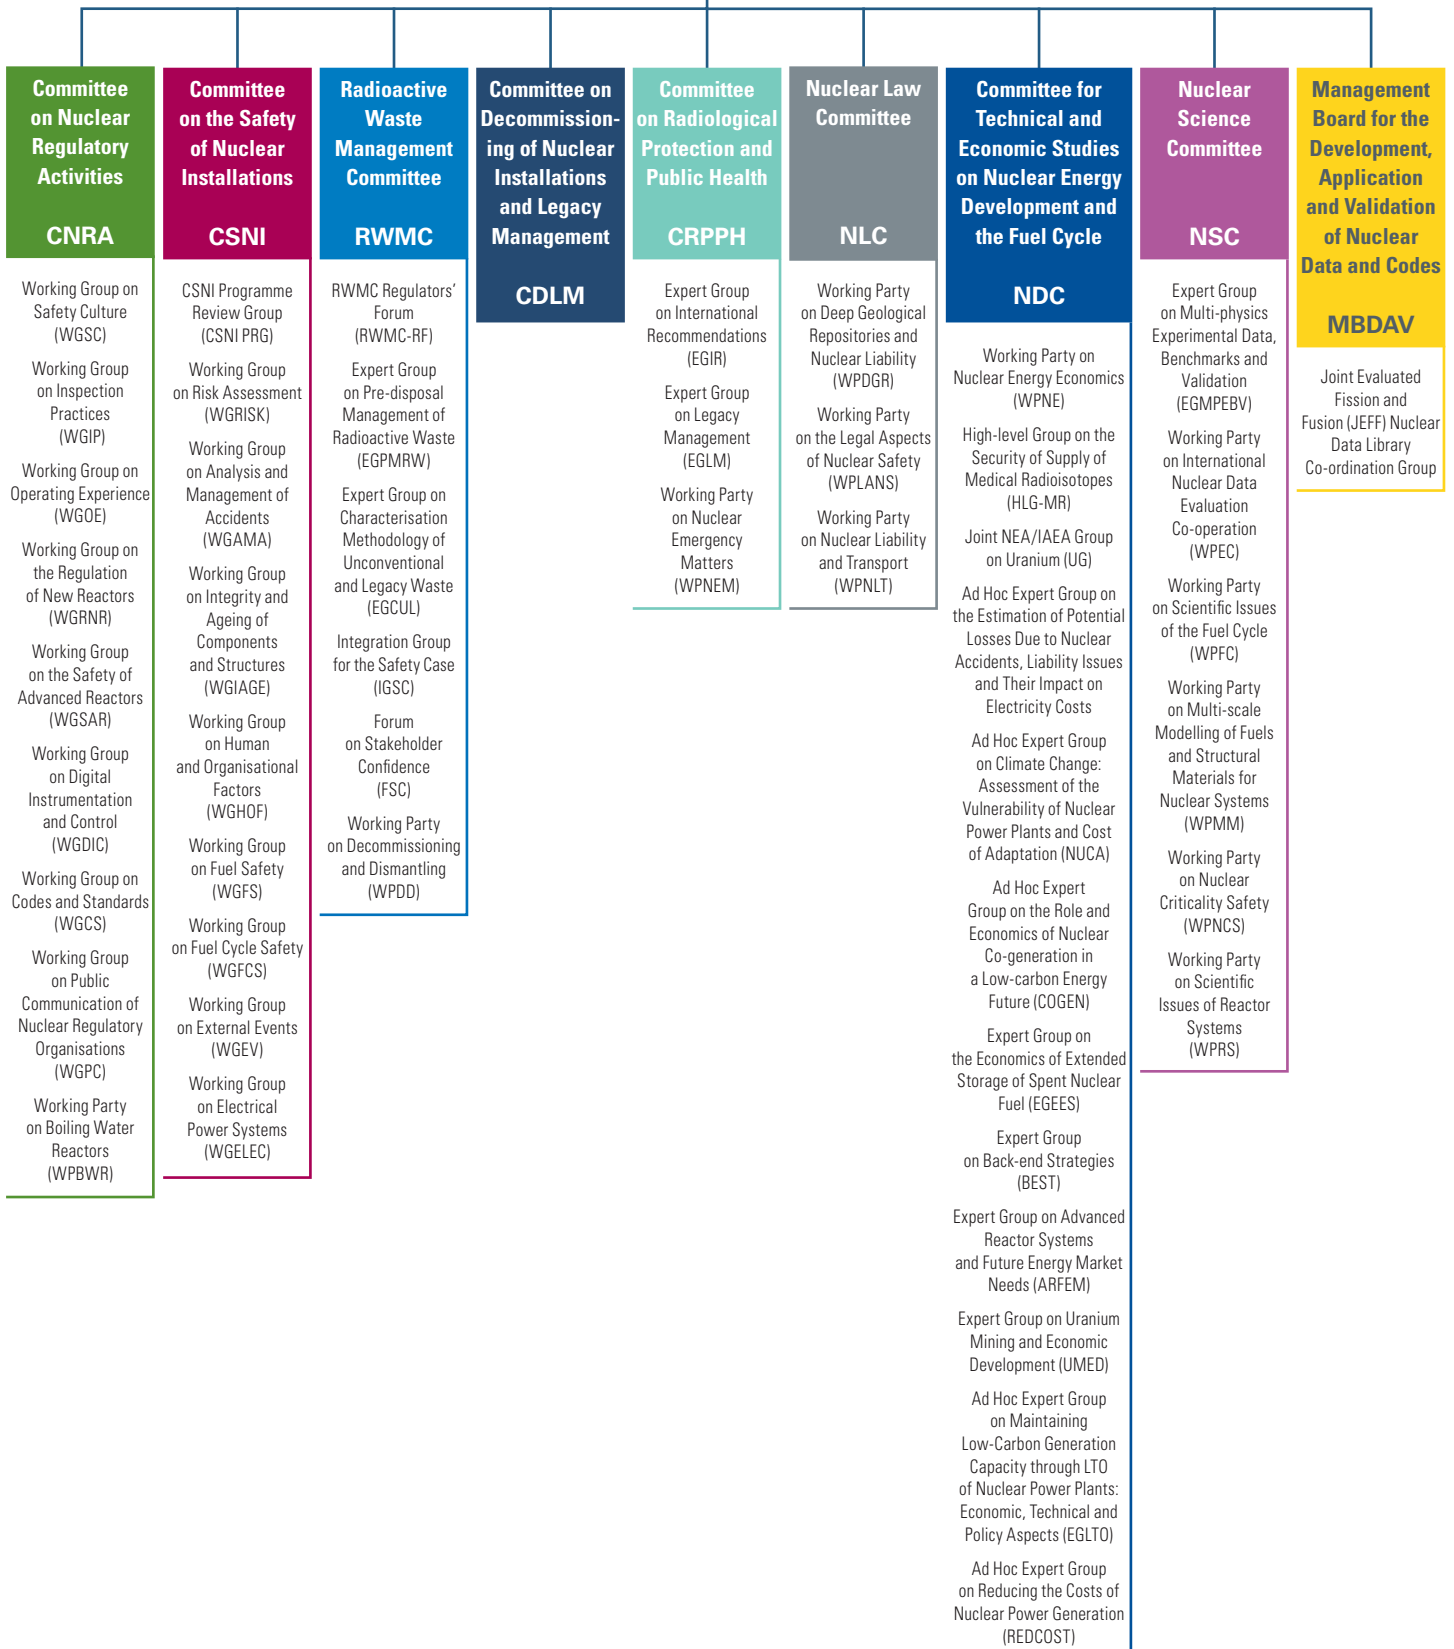 Committee
on Nuclear
Regulatory
Activities
CNRA
Working Group on
Safety Culture
(WGSC)
Working Group
on Inspection
Practices
(WGIP)
Working Group on
Operating Experience
(WGOE)
Working Group on
the Regulation
of New Reactors
(WGRNR)
Working Group
on the Safety of
Advanced Reactors
(WGSAR)
Working Group
on Digital
Instrumentation
and Control
(WGDIC)
Working Group on
Codes and Standards
(WGCS)
Working Group
on Public
Communication of
Nuclear Regulatory
Organisations
(WGPC)
Working Party
on Boiling Water
Reactors
(WPBWR)
Committee
on the Safety
of Nuclear
Installations
CSNI
CSNI Programme
Review Group
(CSNI PRG)
Working Group
on Risk Assessment
(WGRISK)
Working Group
on Analysis and
Management of
Accidents
(WGAMA)
Working Group
on Integrity and
Ageing of
Components
and Structures
(WGIAGE)
Working Group
on Human
and Organisational
Factors
(WGHOF)
Working Group
on Fuel Safety
(WGFS)
Working Group
on Fuel Cycle Safety
(WGFCS)
Working Group
on External Events
(WGEV)
Working Group
on Electrical
Power Systems
(WGELEC)
Radioactive
Waste
Management
Committee
RWMC
RWMC Regulators’
Forum
(RWMC-RF)
Expert Group
on Pre-disposal
Management of
Radioactive Waste
(EGPMRW)
Expert Group on
Characterisation
Methodology of
Unconventional
and Legacy Waste
(EGCUL)
Integration Group
for the Safety Case
(IGSC)
Forum
on Stakeholder
Confidence
(FSC)
Working Party
on Decommissioning
and Dismantling
(WPDD)
Committee on
Decommission-
ing of Nuclear
Installations
and Legacy
Management
CDLM
Committee
on Radiological
Protection and
Public Health
CRPPH
Expert Group
on International
Recommendations
(EGIR)
Expert Group
on Legacy
Management
(EGLM)
Working Party
on Nuclear
Emergency
Matters
(WPNEM)
Nuclear Law
Committee
NLC
Working Party
on Deep Geological
Repositories and
Nuclear Liability
(WPDGR)
Working Party
on the Legal Aspects
of Nuclear Safety
(WPLANS)
Working Party
on Nuclear Liability
and Transport
(WPNLT)
Committee for
Technical and
Economic Studies
on Nuclear Energy
Development and
the Fuel Cycle
NDC
Working Party on
Nuclear Energy Economics
(WPNE)
High-level Group on the
Security of Supply of
Medical Radioisotopes
(HLG-MR)
Joint NEA/IAEA Group
on Uranium (UG)
Ad Hoc Expert Group on
the Estimation of Potential
Losses Due to Nuclear
Accidents, Liability Issues
and Their Impact on
Electricity Costs
Ad Hoc Expert Group
on Climate Change:
Assessment of the
Vulnerability of Nuclear
Power Plants and Cost
of Adaptation (NUCA)
Ad Hoc Expert
Group on the Role and
Economics of Nuclear
Co-generation in
a Low-carbon Energy
Future (COGEN)
Expert Group on
the Economics of Extended
Storage of Spent Nuclear
Fuel (EGEES)
Expert Group
on Back-end Strategies
(BEST)
Expert Group on Advanced
Reactor Systems
and Future Energy Market
Needs (ARFEM)
Expert Group on Uranium
Mining and Economic
Development (UMED)
Ad Hoc Expert Group
on Maintaining
Low-Carbon Generation
Capacity through LTO
of Nuclear Power Plants:
Economic, Technical and
Policy Aspects (EGLTO)
Ad Hoc Expert Group
on Reducing the Costs of
Nuclear Power Generation
(REDCOST)
Nuclear
Science
Committee
NSC
Expert Group
on Multi-physics
Experimental Data,
Benchmarks and
Validation
(EGMPEBV)
Working Party
on International
Nuclear Data
Evaluation
Co-operation
(WPEC)
Working Party
on Scientific Issues
of the Fuel Cycle
(WPFC)
Working Party
on Multi-scale
Modelling of Fuels
and Structural
Materials for
Nuclear Systems
(WPMM)
Working Party
on Nuclear
Criticality Safety
(WPNCS)
Working Party
on Scientific
Issues of Reactor
Systems
(WPRS)
Management
Board for the
Development,
Application
and Validation
of Nuclear
Data and Codes
MBDAV
Joint Evaluated
Fission and
Fusion (JEFF) Nuclear
Data Library
Co-ordination Group